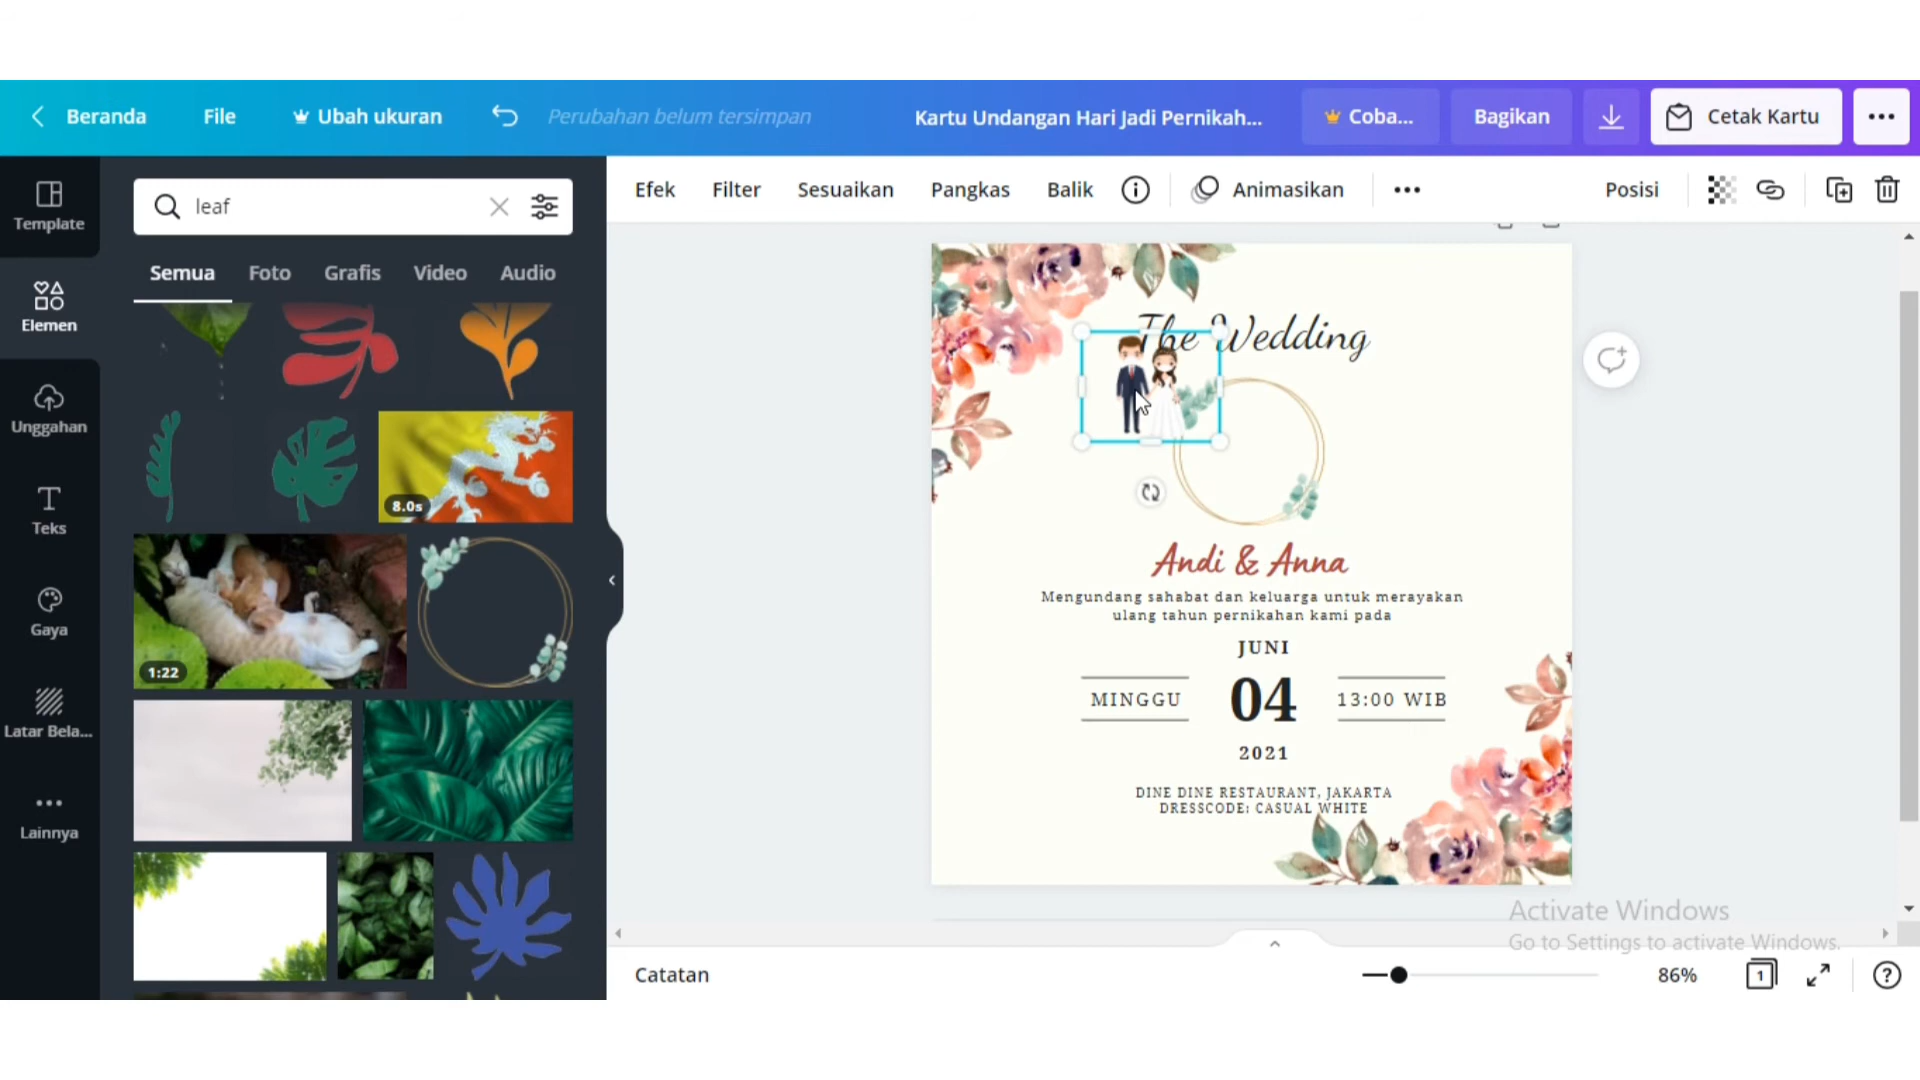 Beranda
File
Ubah ukuran
Perubahan belum tersimpan
Kartu Undangan Hari Jadi Pernikah...
Coba...
Bagikan
Cetak Kartu
Template
Elemen
Unggahan
Teks
Gaya
Latar Bela...
Lainnya
leaf
Semua
Foto
Grafis
Video
Audio
8.0s
1:22
Efek
Filter
Sesuaikan
Pangkas
Balik
Animasikan
Posisi
The Wedding
Andi & Anna
Mengundang sahabat dan keluarga untuk merayakan
ulang tahun pernikahan kami pada
JUNI
MINGGU
04
13:00 WIB
2021
DINE DINE RESTAURANT, JAKARTA
DRESSCODE: CASUAL WHITE
Activate Windows
Go to Settings to activate Windows.
Catatan
86%
1